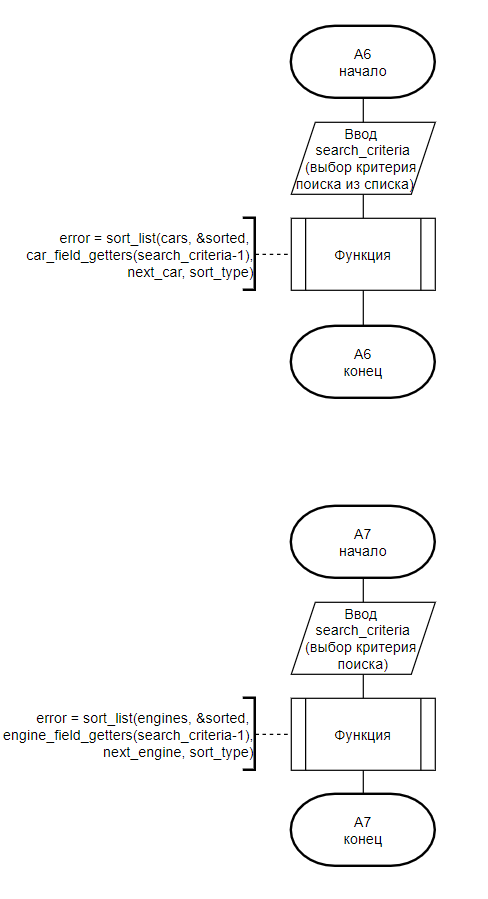 А6
начало
Ввод
search_criteria
(выбор критерия
поиска из списка)
error = sort_list(cars, &sorted,
car_field_getters(search_criteria-1),
next_car, sort_type)
Функция
А6
конец
А7
начало
Ввод
search_criteria
(выбор критерия
поиска)
error = sort_list(engines, &sorted,
engine_field_getters(search_criteria-1),
next_engine, sort_type)
Функция
А7
конец